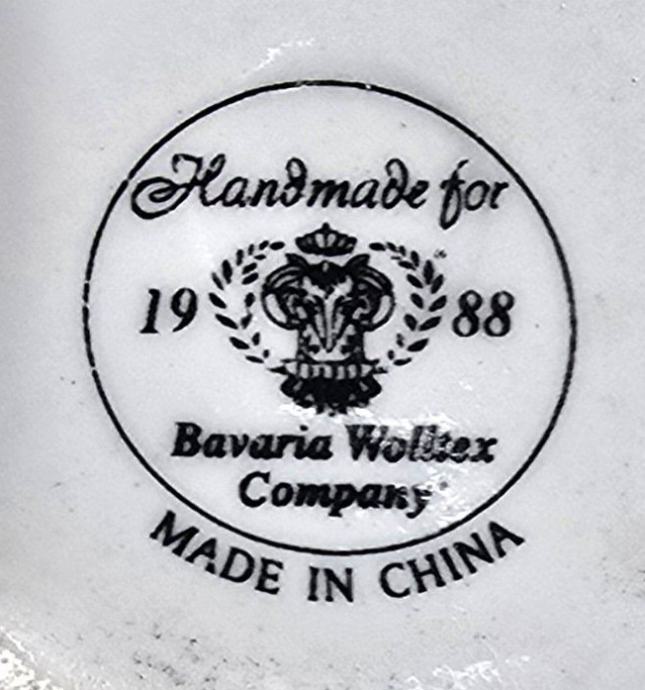 Handmade for
19 88
Bavaria Wolltex
Company
MADE IN CHINA